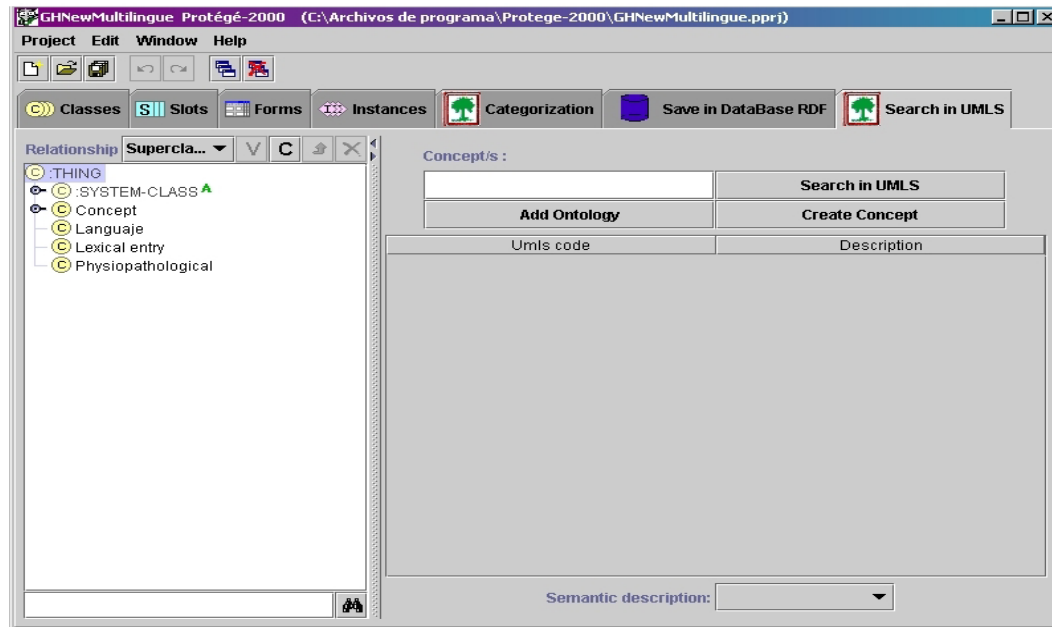 GHNewMultilingue Protégé-2000 (C:\Archivos de programa\Protege-2000\GHNewMultilingue.pprj)
Project Edit Window Help
C Classes S Slots Forms I Instances Categorization Save in DataBase RDF Search in UMLS
Relationship Supercla... V C
C :THING
C :SYSTEM-CLASS A
C Concept
C Languaje
C Lexical entry
C Physiopathological
Concept/s :
Search in UMLS
Add Ontology Create Concept
Umls code Description
Semantic description: